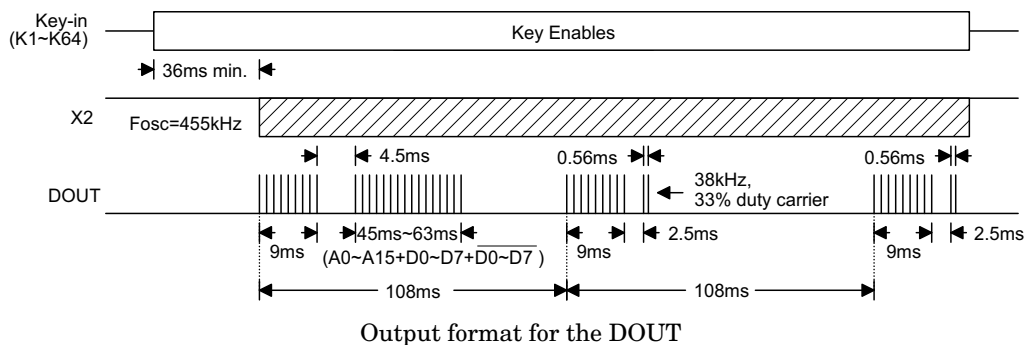 Key-in
(K1~K64)
Key Enables
36ms min.
X2
Fosc=455kHz
4.5ms
0.56ms
0.56ms
DOUT
38kHz,
33% duty carrier
9ms
45ms~63ms
9ms
2.5ms
9ms
2.5ms
(A0~A15+D0~D7+D0~D7)
108ms
108ms
Output format for the DOUT